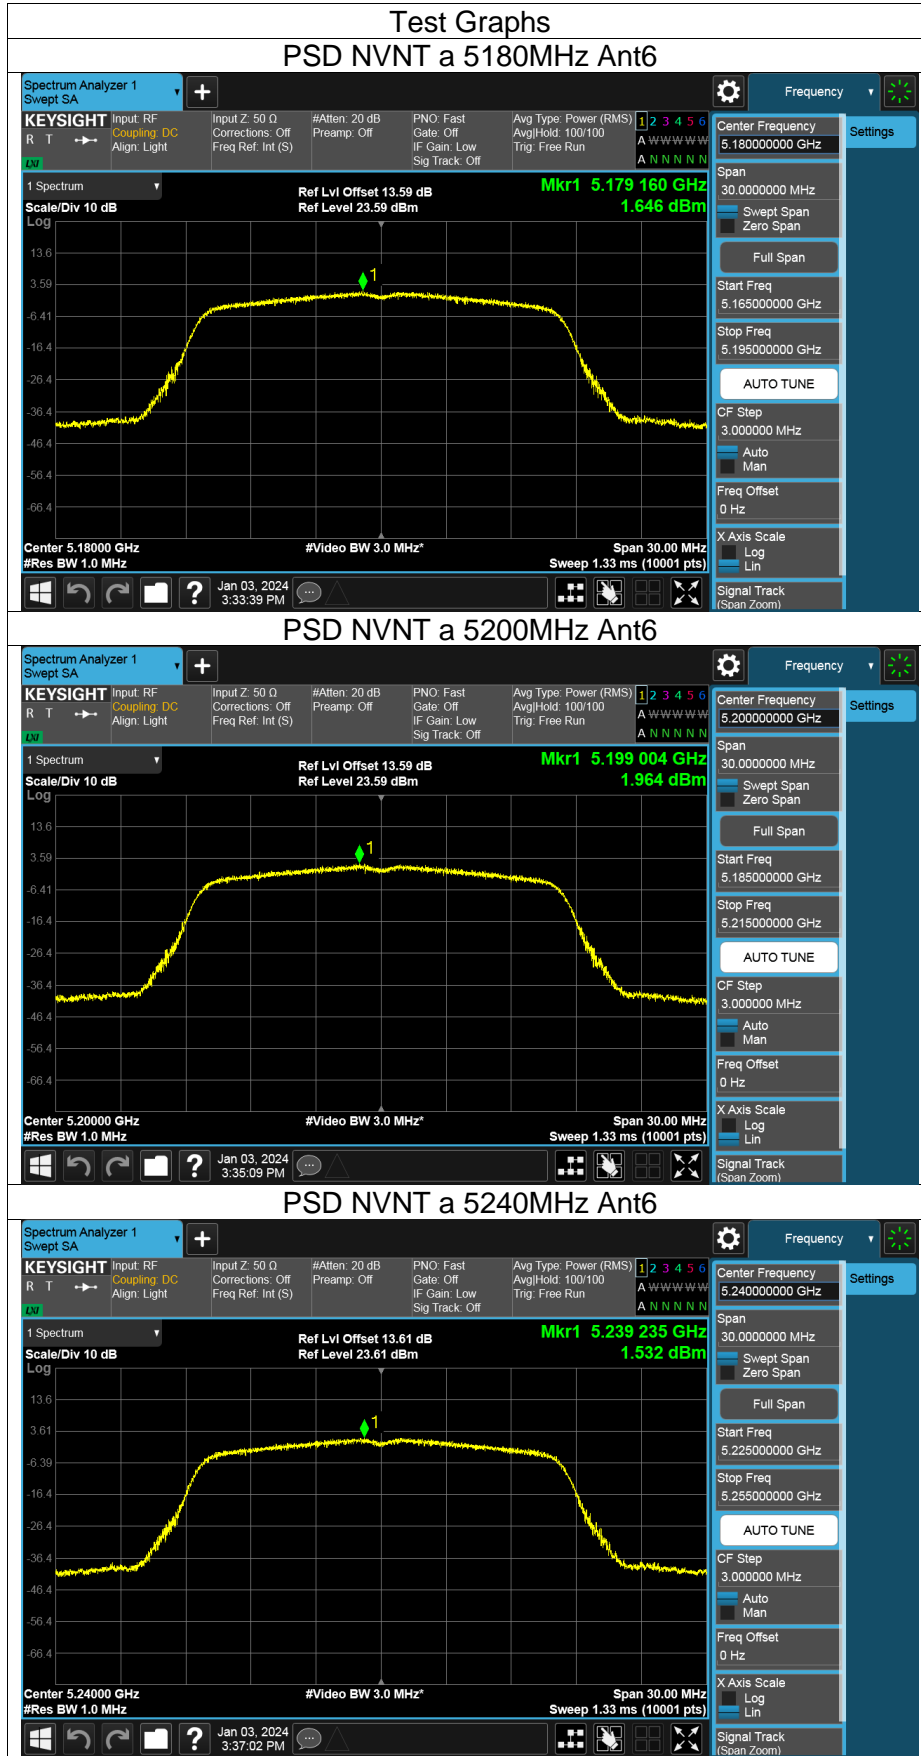 Test Graphs
PSD NVNT a 5180MHz Ant6
Spectrum Analyzer 1
Swept SA
+
Frequency
KEYSIGHT
R T
LXI
Input: RF
Coupling: DC
Align: Light
Input Z: 50 Ω
Corrections: Off
Freq Ref: Int (S)
#Atten: 20 dB
Preamp: Off
PNO: Fast
Gate: Off
IF Gain: Low
Sig Track: Off
Avg Type: Power (RMS)
Avg|Hold: 100/100
Trig: Free Run
1 2 3 4 5 6
A W W W W W
A N N N N N
Center Frequency
5.180000000 GHz
Settings
Span
30.0000000 MHz
Swept Span
Zero Span
Full Span
Start Freq
5.165000000 GHz
Stop Freq
5.195000000 GHz
AUTO TUNE
CF Step
3.000000 MHz
Auto
Man
Freq Offset
0 Hz
X Axis Scale
Log
Lin
Signal Track
(Span Zoom)
1 Spectrum
Scale/Div 10 dB
Log
Ref Lvl Offset 13.59 dB
Ref Level 23.59 dBm
Mkr1 5.179 160 GHz
1.646 dBm
1
13.6
3.59
-6.41
-16.4
-26.4
-36.4
-46.4
-56.4
-66.4
Center 5.18000 GHz
#Res BW 1.0 MHz
#Video BW 3.0 MHz*
Span 30.00 MHz
Sweep 1.33 ms (10001 pts)
?
Jan 03, 2024
3:33:39 PM
PSD NVNT a 5200MHz Ant6
Spectrum Analyzer 1
Swept SA
+
Frequency
KEYSIGHT
R T
LXI
Input: RF
Coupling: DC
Align: Light
Input Z: 50 Ω
Corrections: Off
Freq Ref: Int (S)
#Atten: 20 dB
Preamp: Off
PNO: Fast
Gate: Off
IF Gain: Low
Sig Track: Off
Avg Type: Power (RMS)
Avg|Hold: 100/100
Trig: Free Run
1 2 3 4 5 6
A W W W W W
A N N N N N
Center Frequency
5.200000000 GHz
Settings
Span
30.0000000 MHz
Swept Span
Zero Span
Full Span
Start Freq
5.185000000 GHz
Stop Freq
5.215000000 GHz
AUTO TUNE
CF Step
3.000000 MHz
Auto
Man
Freq Offset
0 Hz
X Axis Scale
Log
Lin
Signal Track
(Span Zoom)
1 Spectrum
Scale/Div 10 dB
Log
Ref Lvl Offset 13.59 dB
Ref Level 23.59 dBm
Mkr1 5.199 004 GHz
1.964 dBm
1
13.6
3.59
-6.41
-16.4
-26.4
-36.4
-46.4
-56.4
-66.4
Center 5.20000 GHz
#Res BW 1.0 MHz
#Video BW 3.0 MHz*
Span 30.00 MHz
Sweep 1.33 ms (10001 pts)
?
Jan 03, 2024
3:35:09 PM
PSD NVNT a 5240MHz Ant6
Spectrum Analyzer 1
Swept SA
+
Frequency
KEYSIGHT
R T
LXI
Input: RF
Coupling: DC
Align: Light
Input Z: 50 Ω
Corrections: Off
Freq Ref: Int (S)
#Atten: 20 dB
Preamp: Off
PNO: Fast
Gate: Off
IF Gain: Low
Sig Track: Off
Avg Type: Power (RMS)
Avg|Hold: 100/100
Trig: Free Run
1 2 3 4 5 6
A W W W W W
A N N N N N
Center Frequency
5.240000000 GHz
Settings
Span
30.0000000 MHz
Swept Span
Zero Span
Full Span
Start Freq
5.225000000 GHz
Stop Freq
5.255000000 GHz
AUTO TUNE
CF Step
3.000000 MHz
Auto
Man
Freq Offset
0 Hz
X Axis Scale
Log
Lin
Signal Track
(Span Zoom)
1 Spectrum
Scale/Div 10 dB
Log
Ref Lvl Offset 13.61 dB
Ref Level 23.61 dBm
Mkr1 5.239 235 GHz
1.532 dBm
1
13.6
3.61
-6.39
-16.4
-26.4
-36.4
-46.4
-56.4
-66.4
Center 5.24000 GHz
#Res BW 1.0 MHz
#Video BW 3.0 MHz*
Span 30.00 MHz
Sweep 1.33 ms (10001 pts)
?
Jan 03, 2024
3:37:02 PM